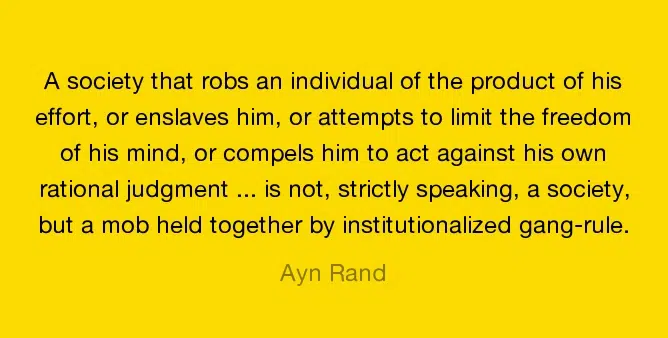 A society that robs an individual of the product of his
effort, or enslaves him, or attempts to limit the freedom
of his mind, or compels him to act against his own
rational judgment ... is not, strictly speaking, a society,
but a mob held together by institutionalized gang-rule.
Ayn Rand